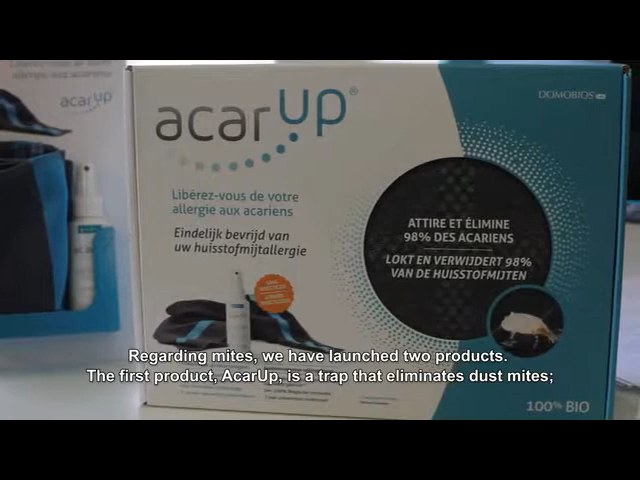 acarUP®
DOMOBIOS
Libérez-vous de votre
allergie aux acariens
Eindelijk bevrijd van
uw huisstofmijtallergie
ATTIRE ET ÉLIMINE
98% DES ACARIENS
LOKT EN VERWIJDERT 98%
VAN DE HUISSTOFMIJTEN
100% BIO
acarUP
Regarding mites, we have launched two products.
The first product, AcarUp, is a trap that eliminates dust mites;